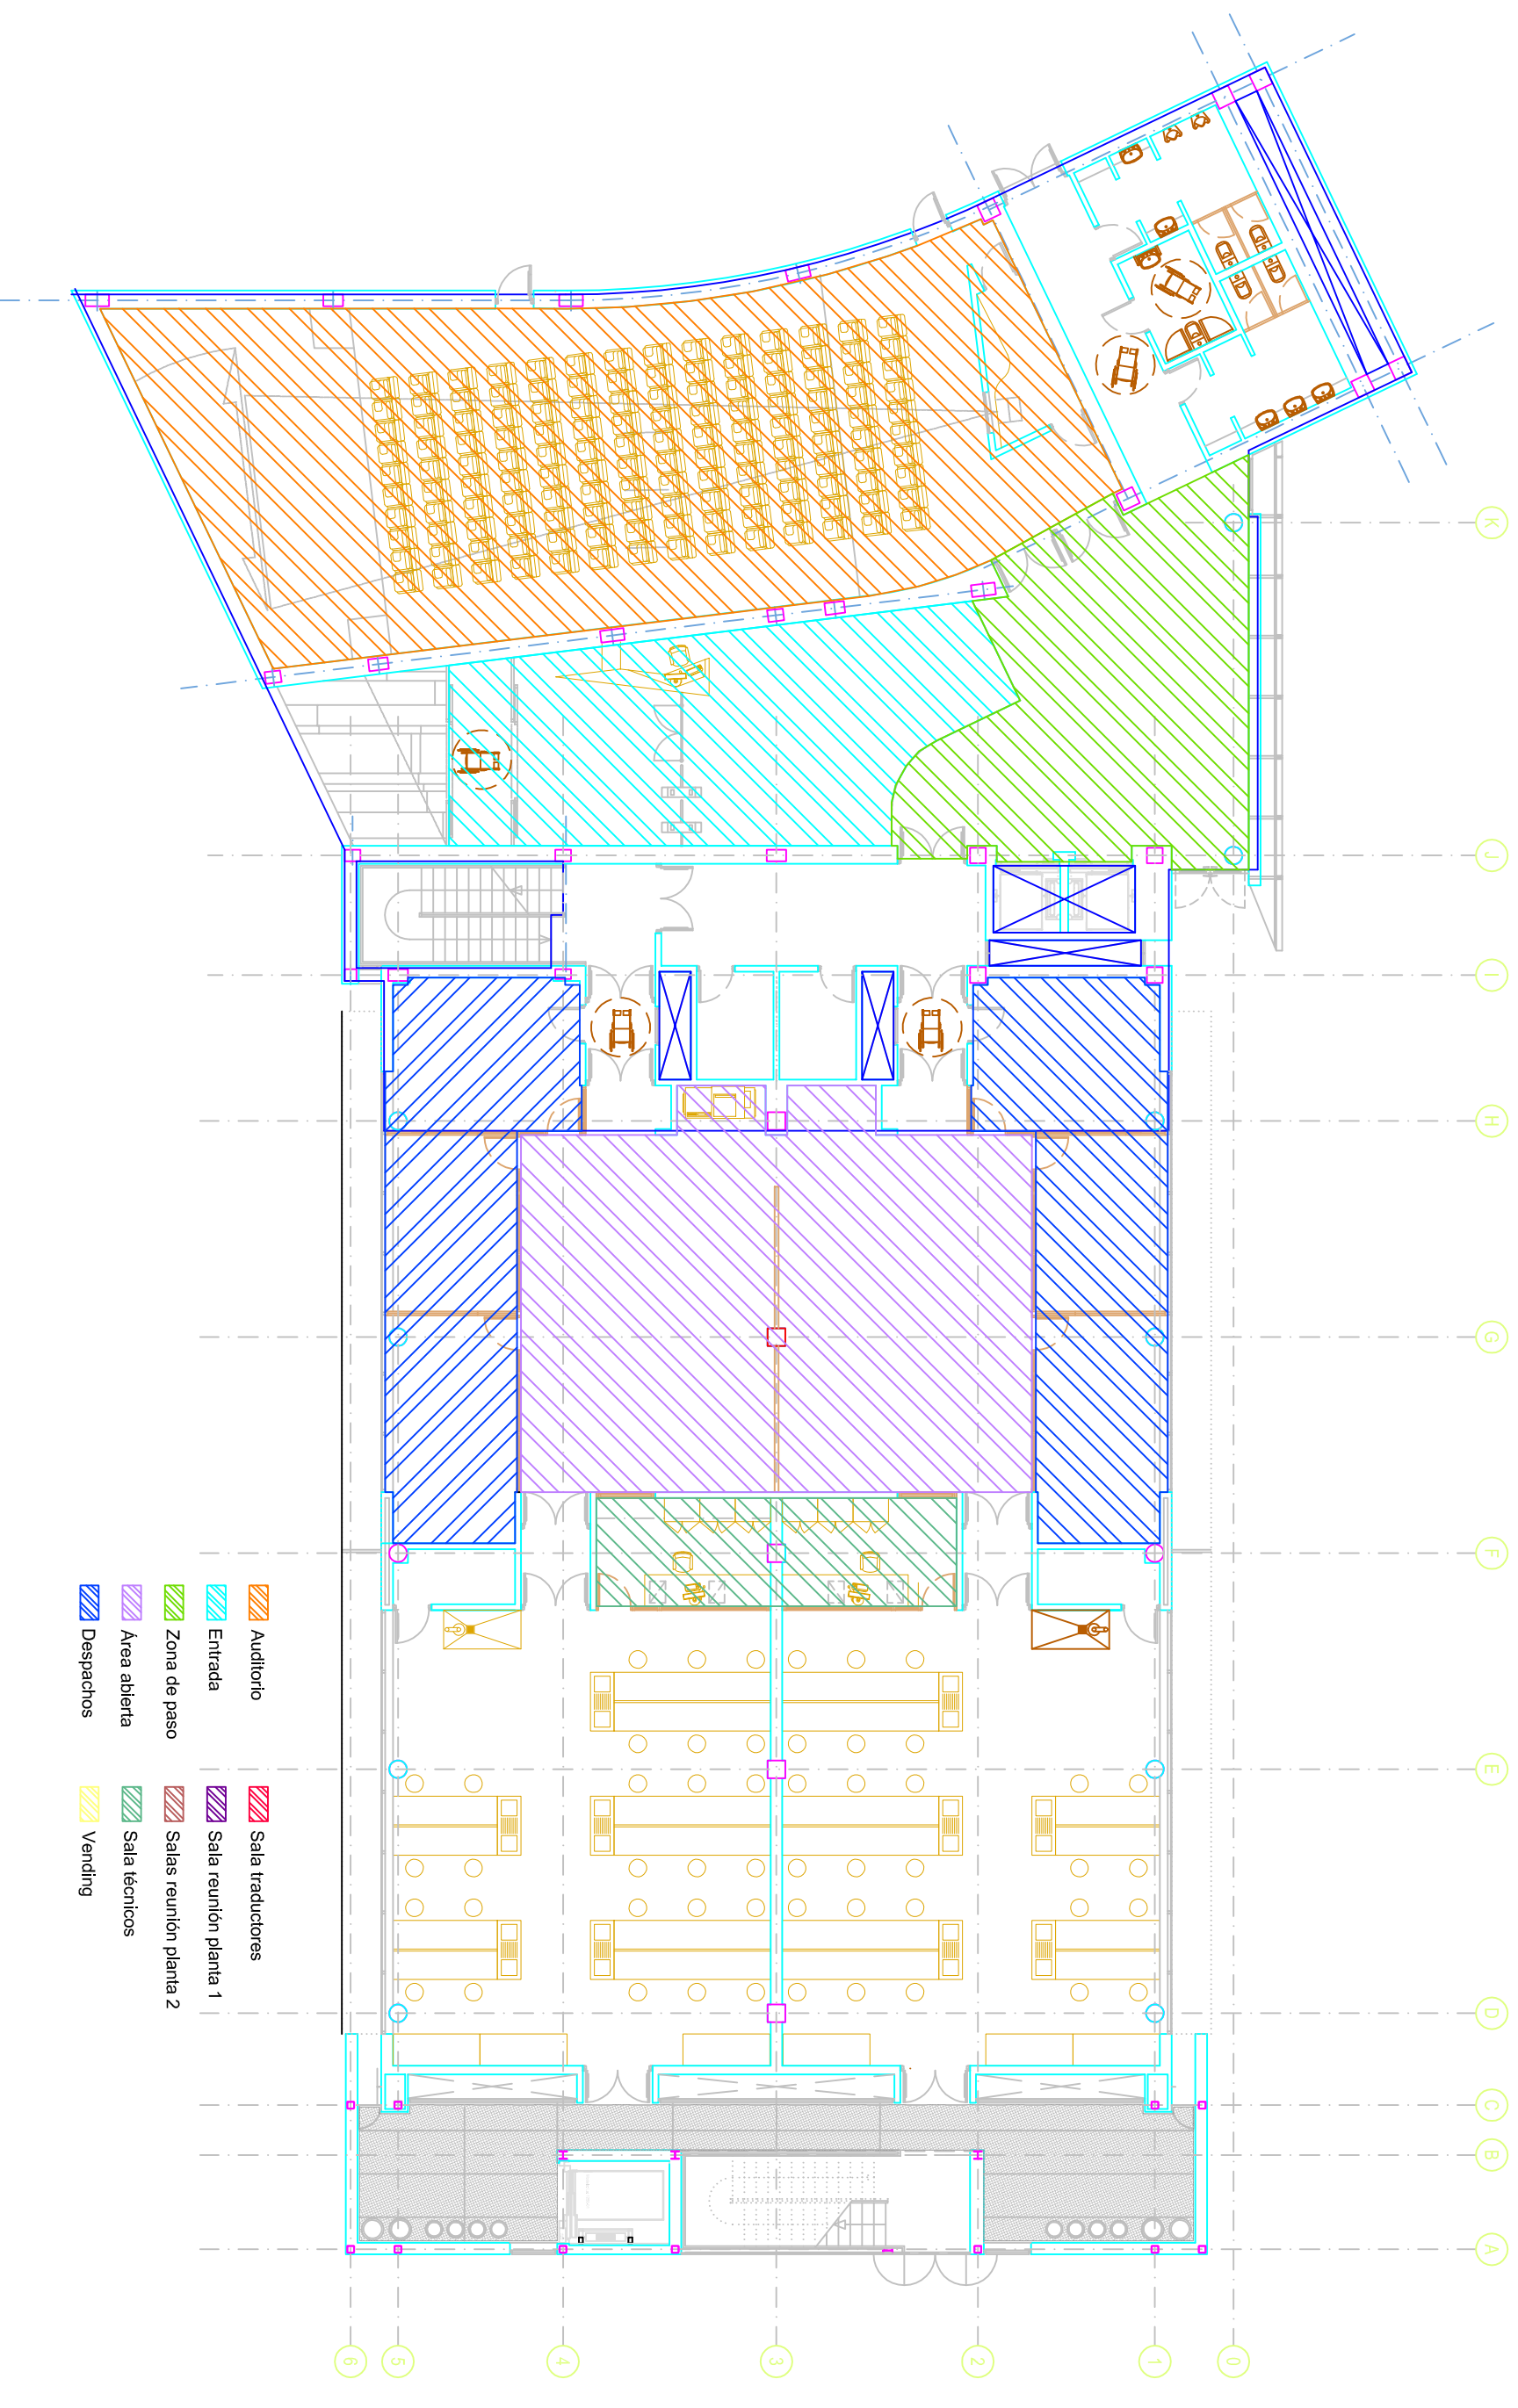 K
J
I
H
G
F
E
D
C
B
A
6
5
4
3
2
1
0
Auditorio
Entrada
Zona de paso
Área abierta
Despachos
Sala traductores
Sala reunión planta 1
Salas reunión planta 2
Sala técnicos
Vending